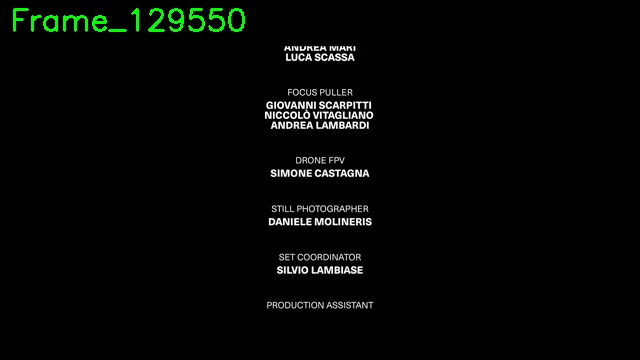 Frame_129550
ANDREA MARI
LUCA SCASSA
FOCUS PULLER
GIOVANNI SCARPITTI
NICCOLÒ VITAGLIANO
ANDREA LAMBARDI
DRONE FPV
SIMONE CASTAGNA
STILL PHOTOGRAPHER
DANIELE MOLINERIS
SET COORDINATOR
SILVIO LAMBIASE
PRODUCTION ASSISTANT